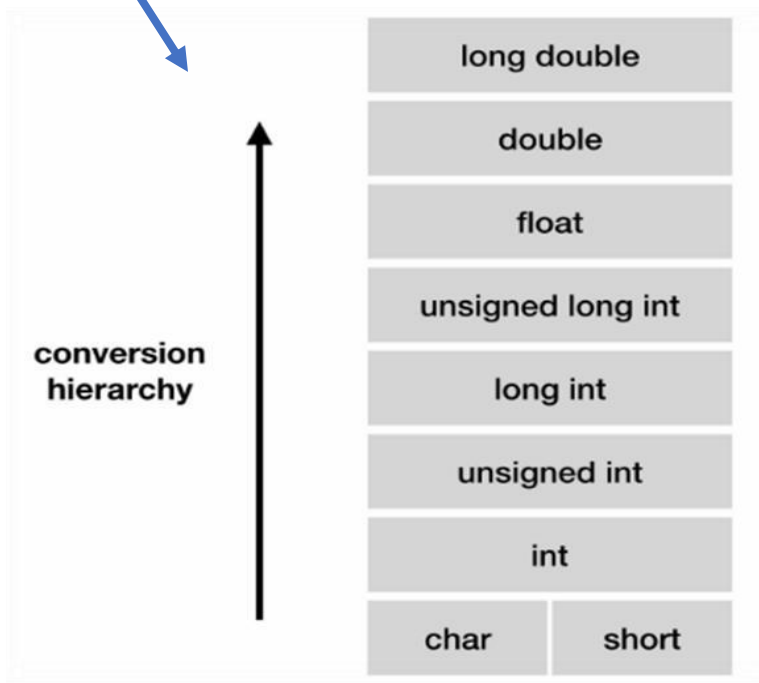 long double
double
float
unsigned long int
conversion
hierarchy
long int
unsigned int
int
char short